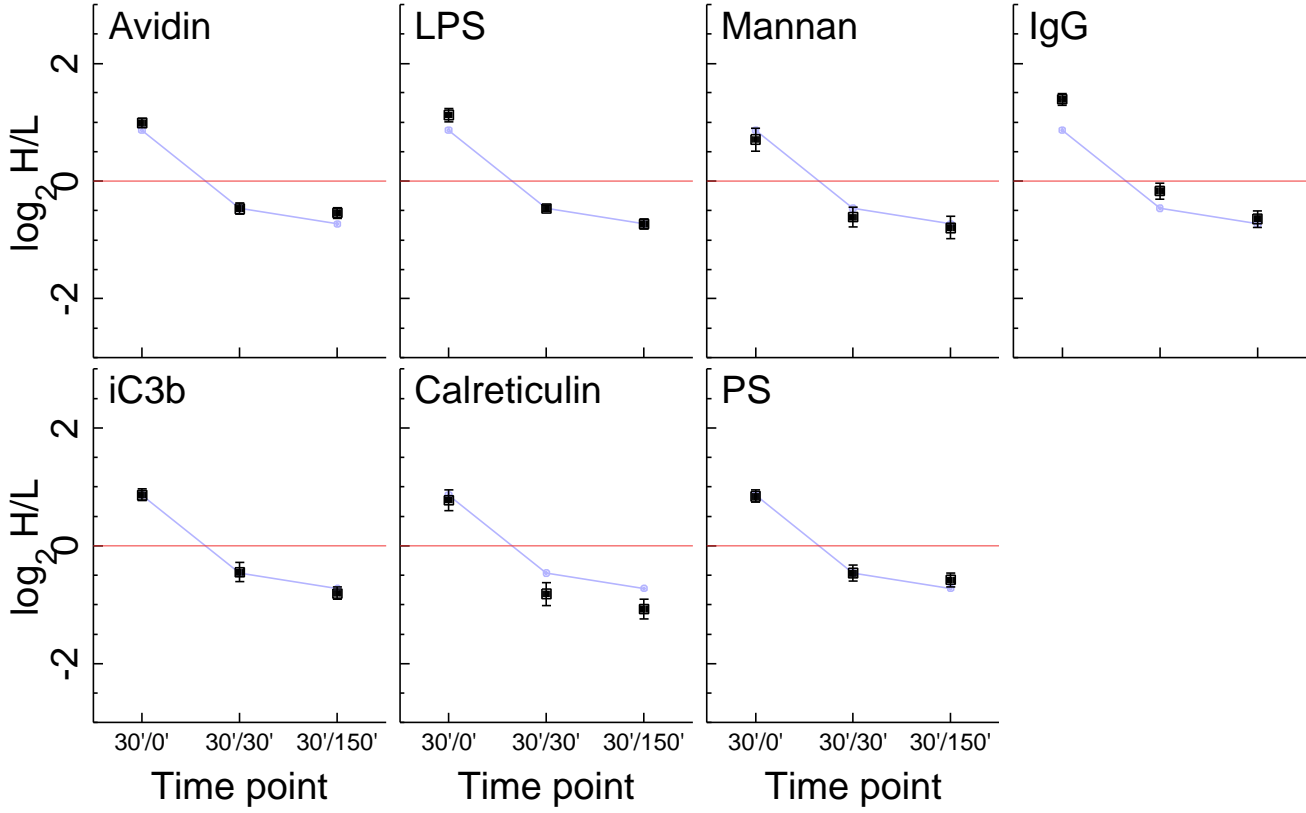 Avidin
LPS
Mannan
IgG
log2 H/L
2
0
-2
iC3b
Calreticulin
PS
log2 H/L
2
0
-2
30'/0' 30'/30' 30'/150'
30'/0' 30'/30' 30'/150'
30'/0' 30'/30' 30'/150'
Time point
Time point
Time point